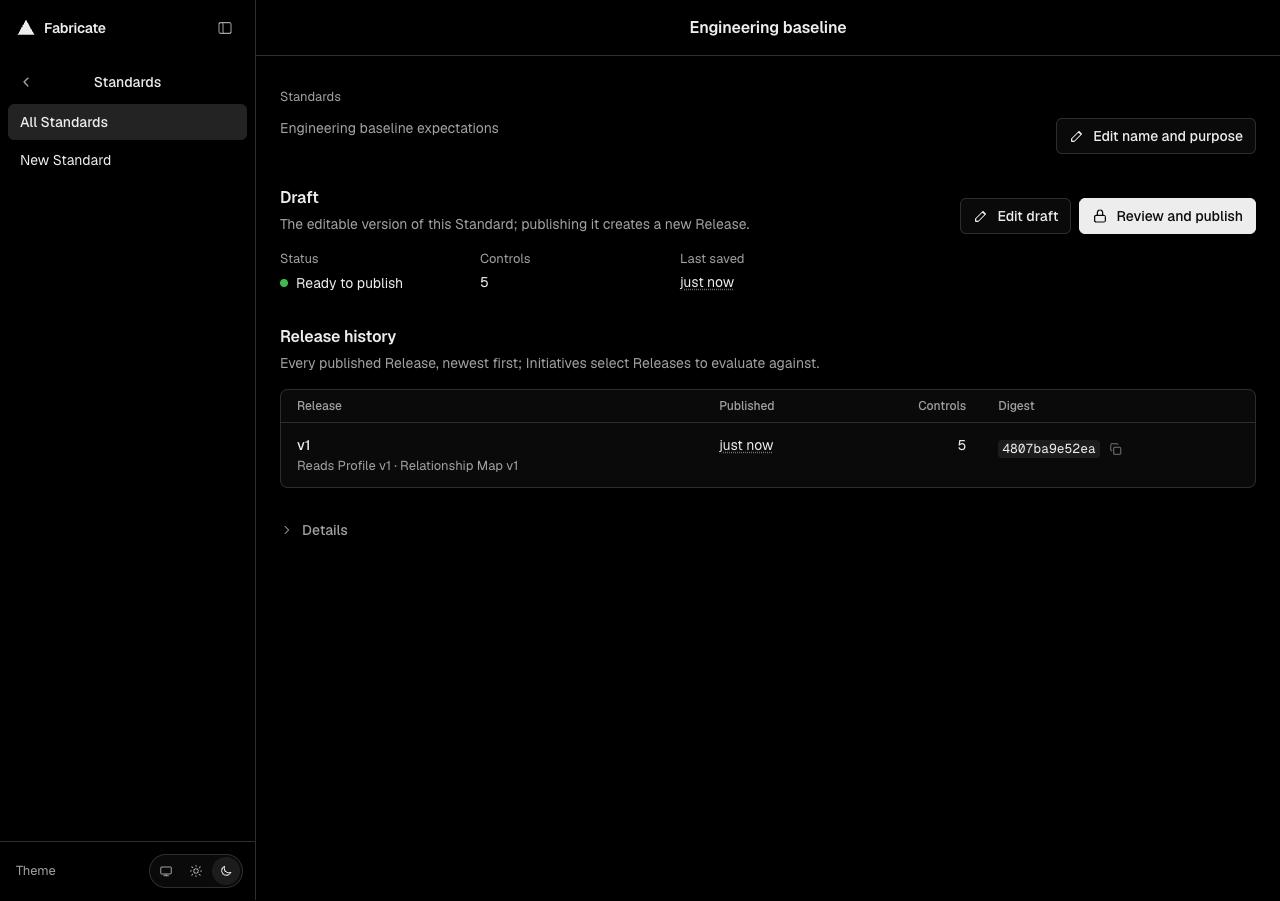 Fabricate
Engineering baseline
Standards
All Standards
New Standard
Standards
Engineering baseline expectations
Edit name and purpose
Draft
The editable version of this Standard; publishing it creates a new Release.
Edit draft
Review and publish
Status
Controls
Last saved
Ready to publish
5
just now
Release history
Every published Release, newest first; Initiatives select Releases to evaluate against.
Release
Published
Controls
Digest
v1
just now
5
4807ba9e52ea
Reads Profile v1 · Relationship Map v1
Details
Theme